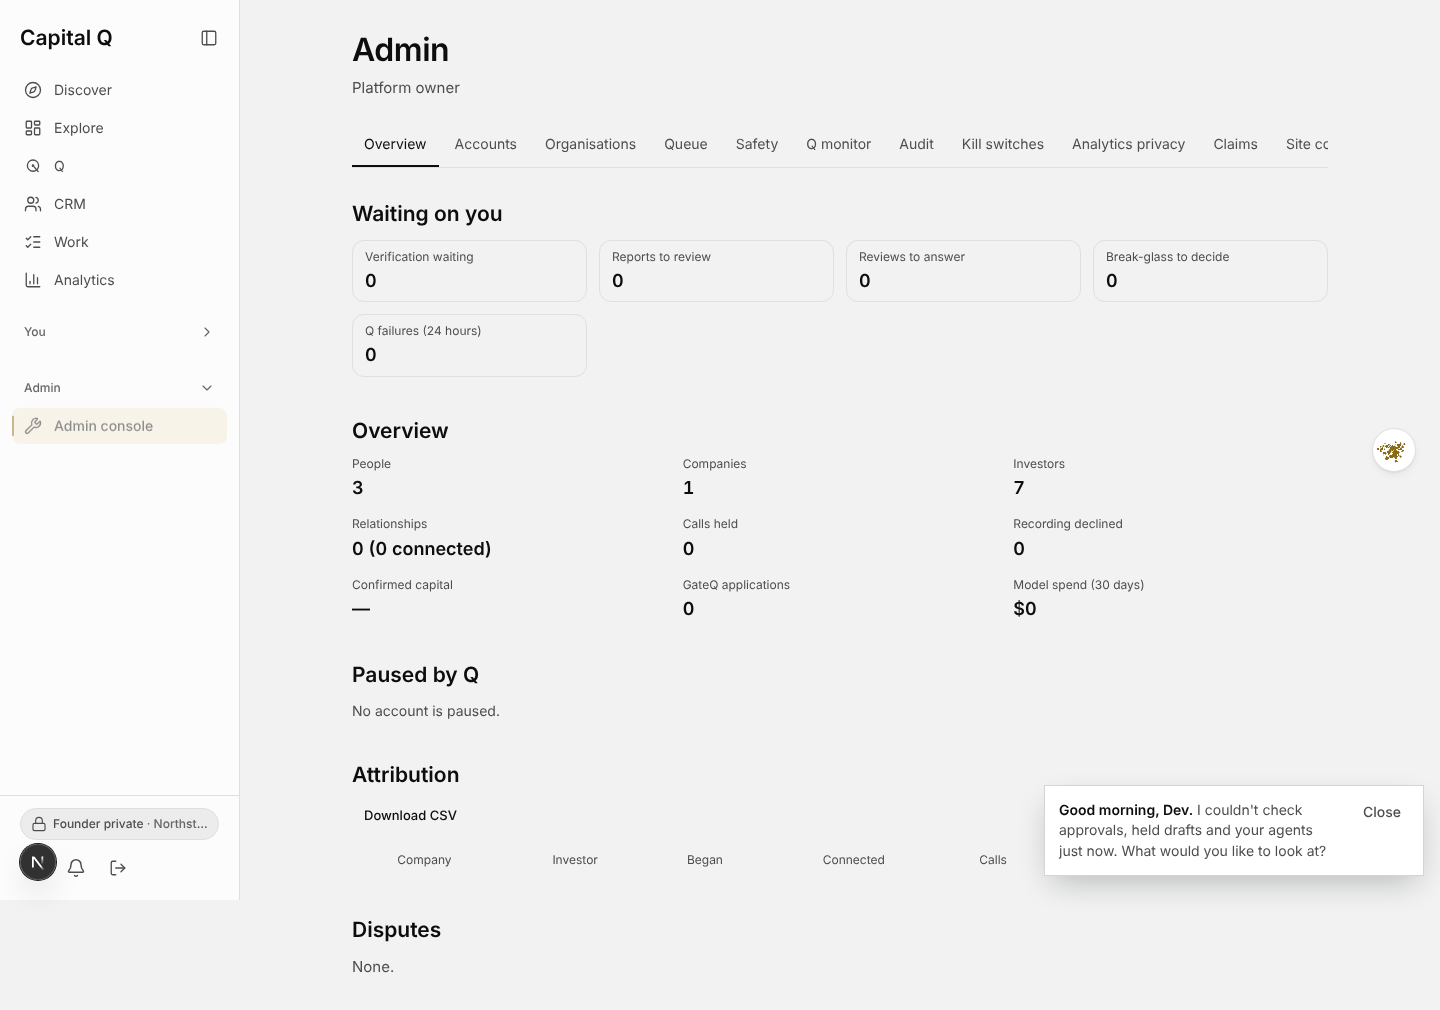 Capital Q
Discover
Explore
Q
CRM
Work
Analytics
You
Admin
Admin console
Founder private · Northst...
N
Admin
Platform owner
Overview
Accounts
Organisations
Queue
Safety
Q monitor
Audit
Kill switches
Analytics privacy
Claims
Site co
Waiting on you
Verification waiting
0
Reports to review
0
Reviews to answer
0
Break-glass to decide
0
Q failures (24 hours)
0
Overview
People
3
Companies
1
Investors
7
Relationships
0 (0 connected)
Calls held
0
Recording declined
0
Confirmed capital
—
GateQ applications
0
Model spend (30 days)
$0
Paused by Q
No account is paused.
Attribution
Download CSV
Company
Investor
Began
Connected
Calls
Disputes
None.
Good morning, Dev. I couldn't check
approvals, held drafts and your agents
just now. What would you like to look at?
Close